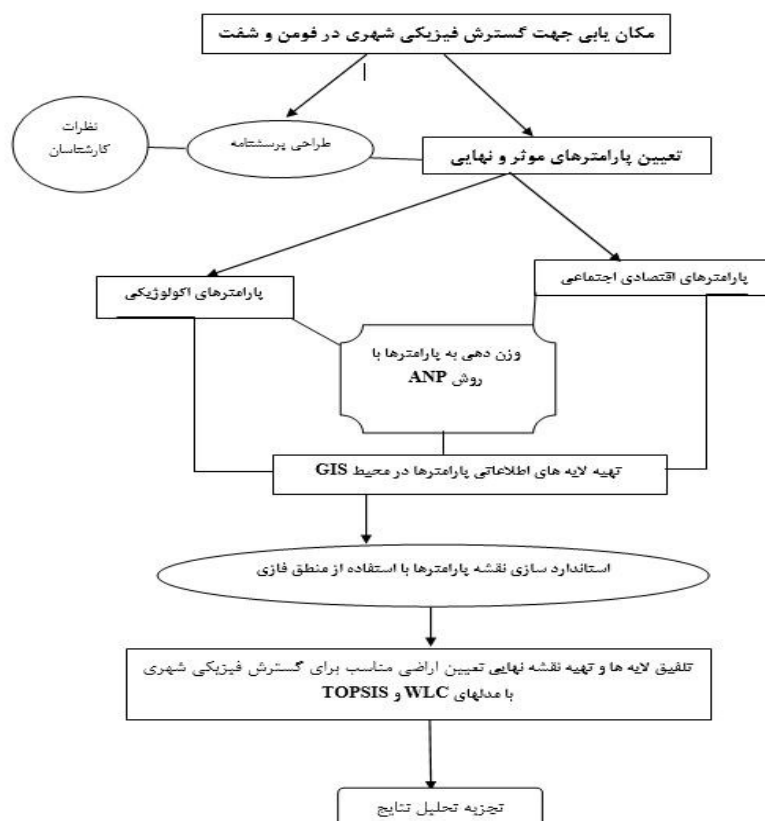 مکان یابی جهت گسترش فیزیکی شهری در فومن و شفت
نظرات
کارشناسان
طراحی پرسشنامه
تعیین پارامترهای موثر و نهایی
پارامترهای اقتصادی اجتماعی
پارامترهای اکولوژیکی
وزن دهی به پارامترها با
روش ANP
تهیه لایه های اطلاعاتی پارامترها در محیط GIS
استاندارد سازی نقشه پارامترها با استفاده از منطق فازی
تلفیق لایه ها و تهیه نقشه نهایی تعیین اراضی مناسب برای گسترش فیزیکی شهری
با مدلهای WLC و TOPSIS
تجزیه تحلیل نتایج